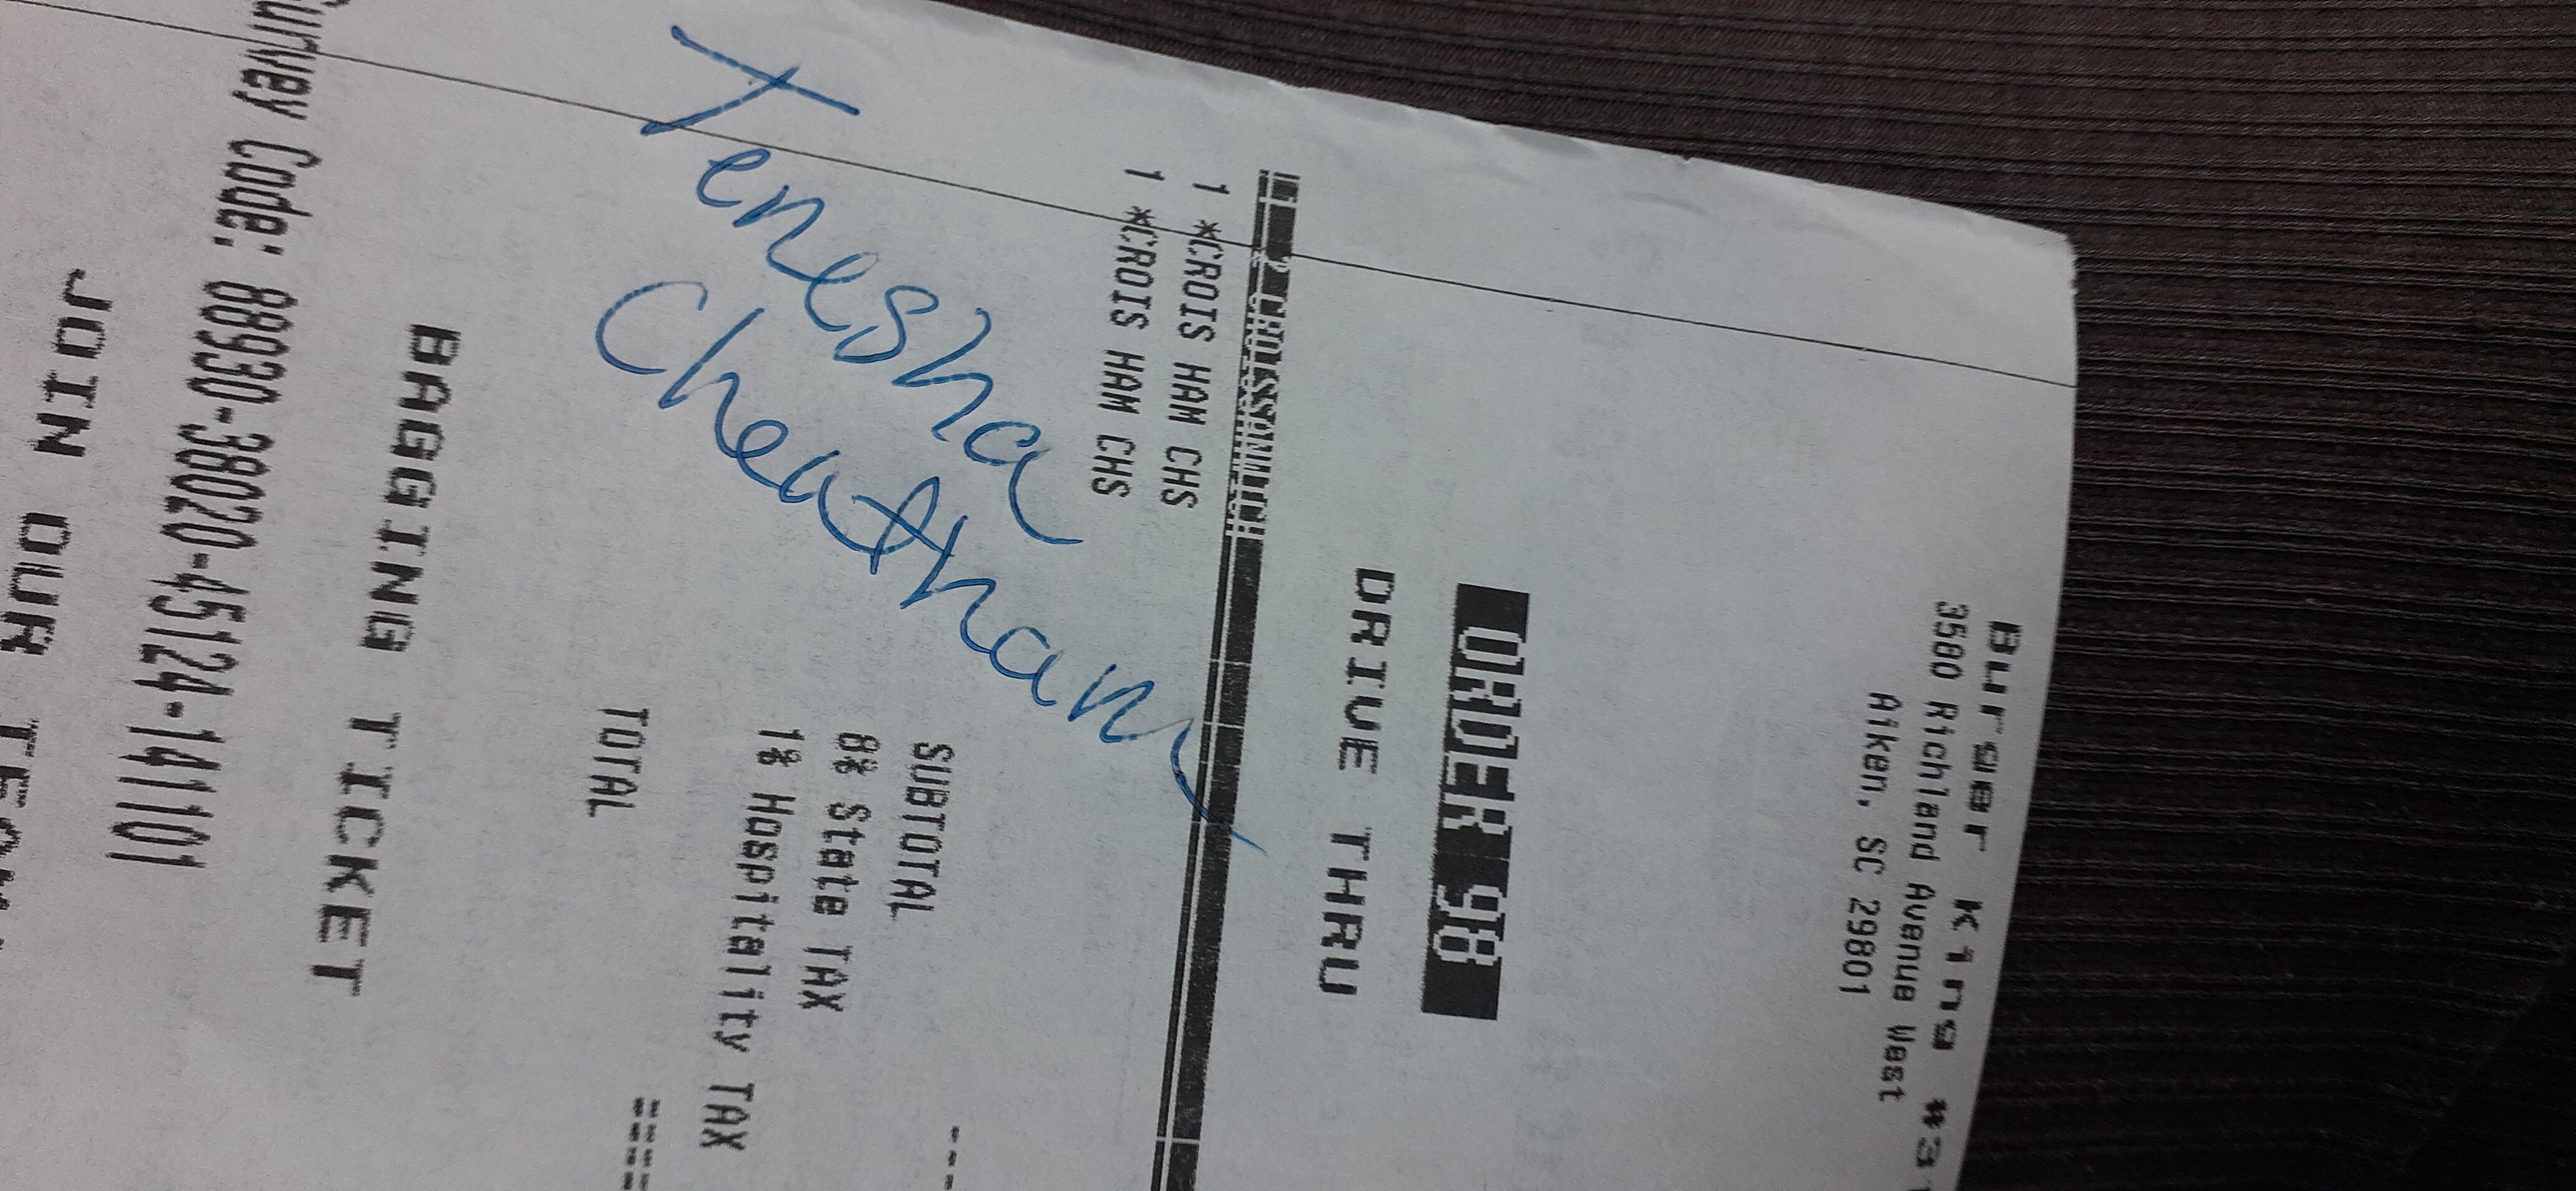 Burger King #3
3580 Richland Avenue West
Aiken, SC 29801
ORDER
DRIVE THRU
1 *CROIS HAM CHS
1 *CROIS HAM CHS
Tenesha
Cheatham
SUBTOTAL
8% State TAX
1% Hospitality TAX
TOTAL
BAGGING TICKET
Survey Code: 88930-38020-45124-141101
JOIN OUR TEAM